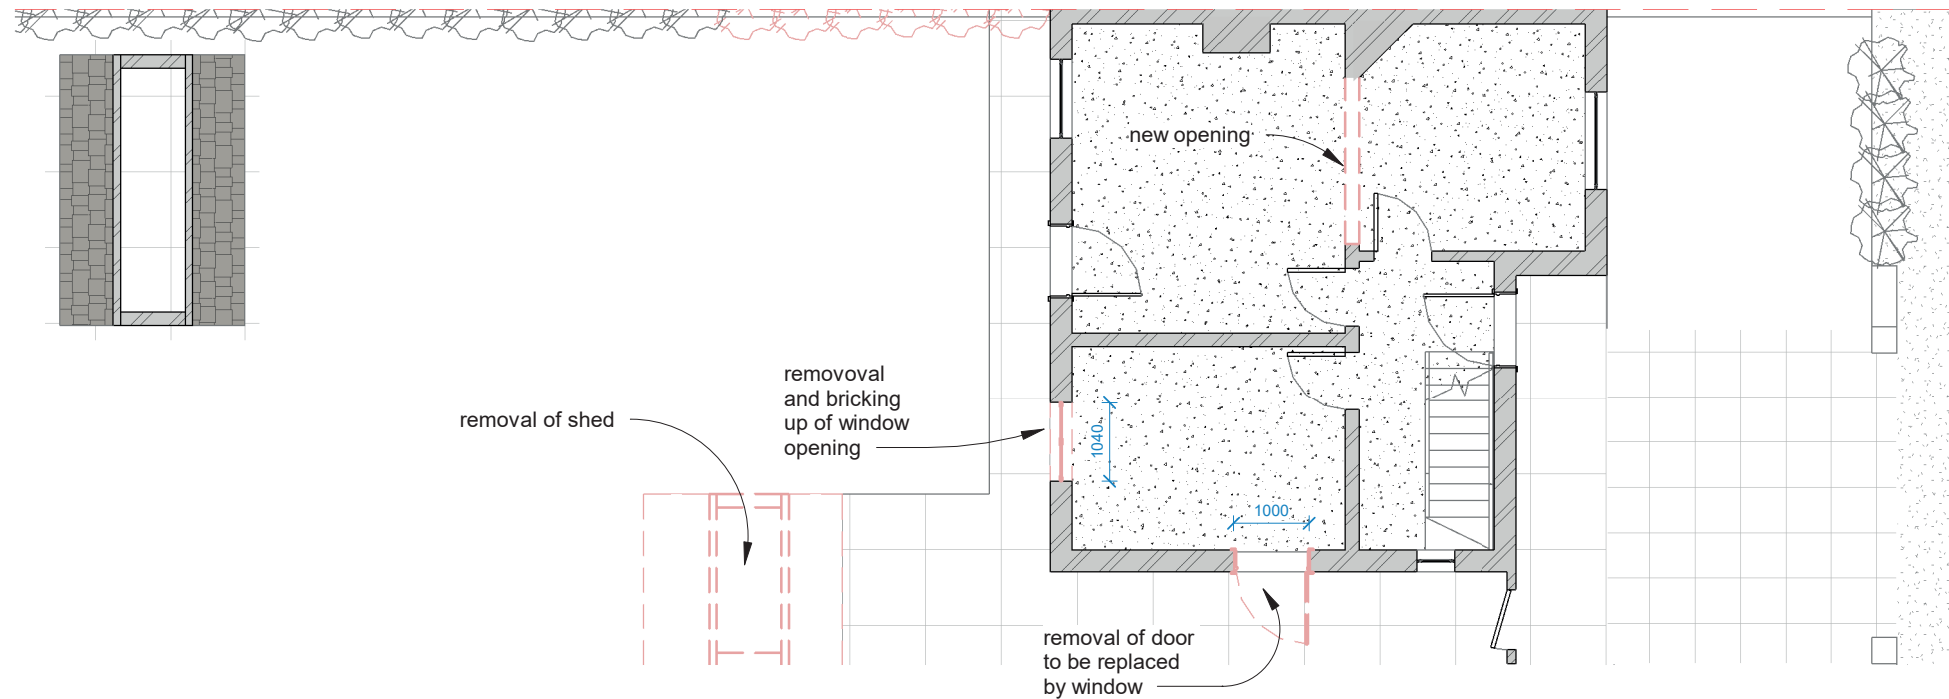 new opening
removoval
and bricking
up of window
opening
removal of shed
1040
1000
removal of door
to be replaced
by window